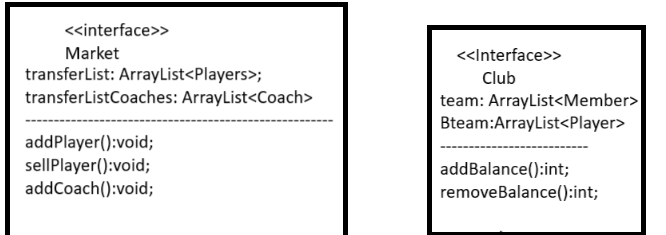 <<interface>>
Market
transferList: ArrayList<Players>;
transferListCoaches: ArrayList<Coach>
addPlayer():void;
sellPlayer():void;
addCoach():void;
<<Interface>>
Club
team: ArrayList<Member>
Bteam:ArrayList<Player>
addBalance():int;
removeBalance():int;